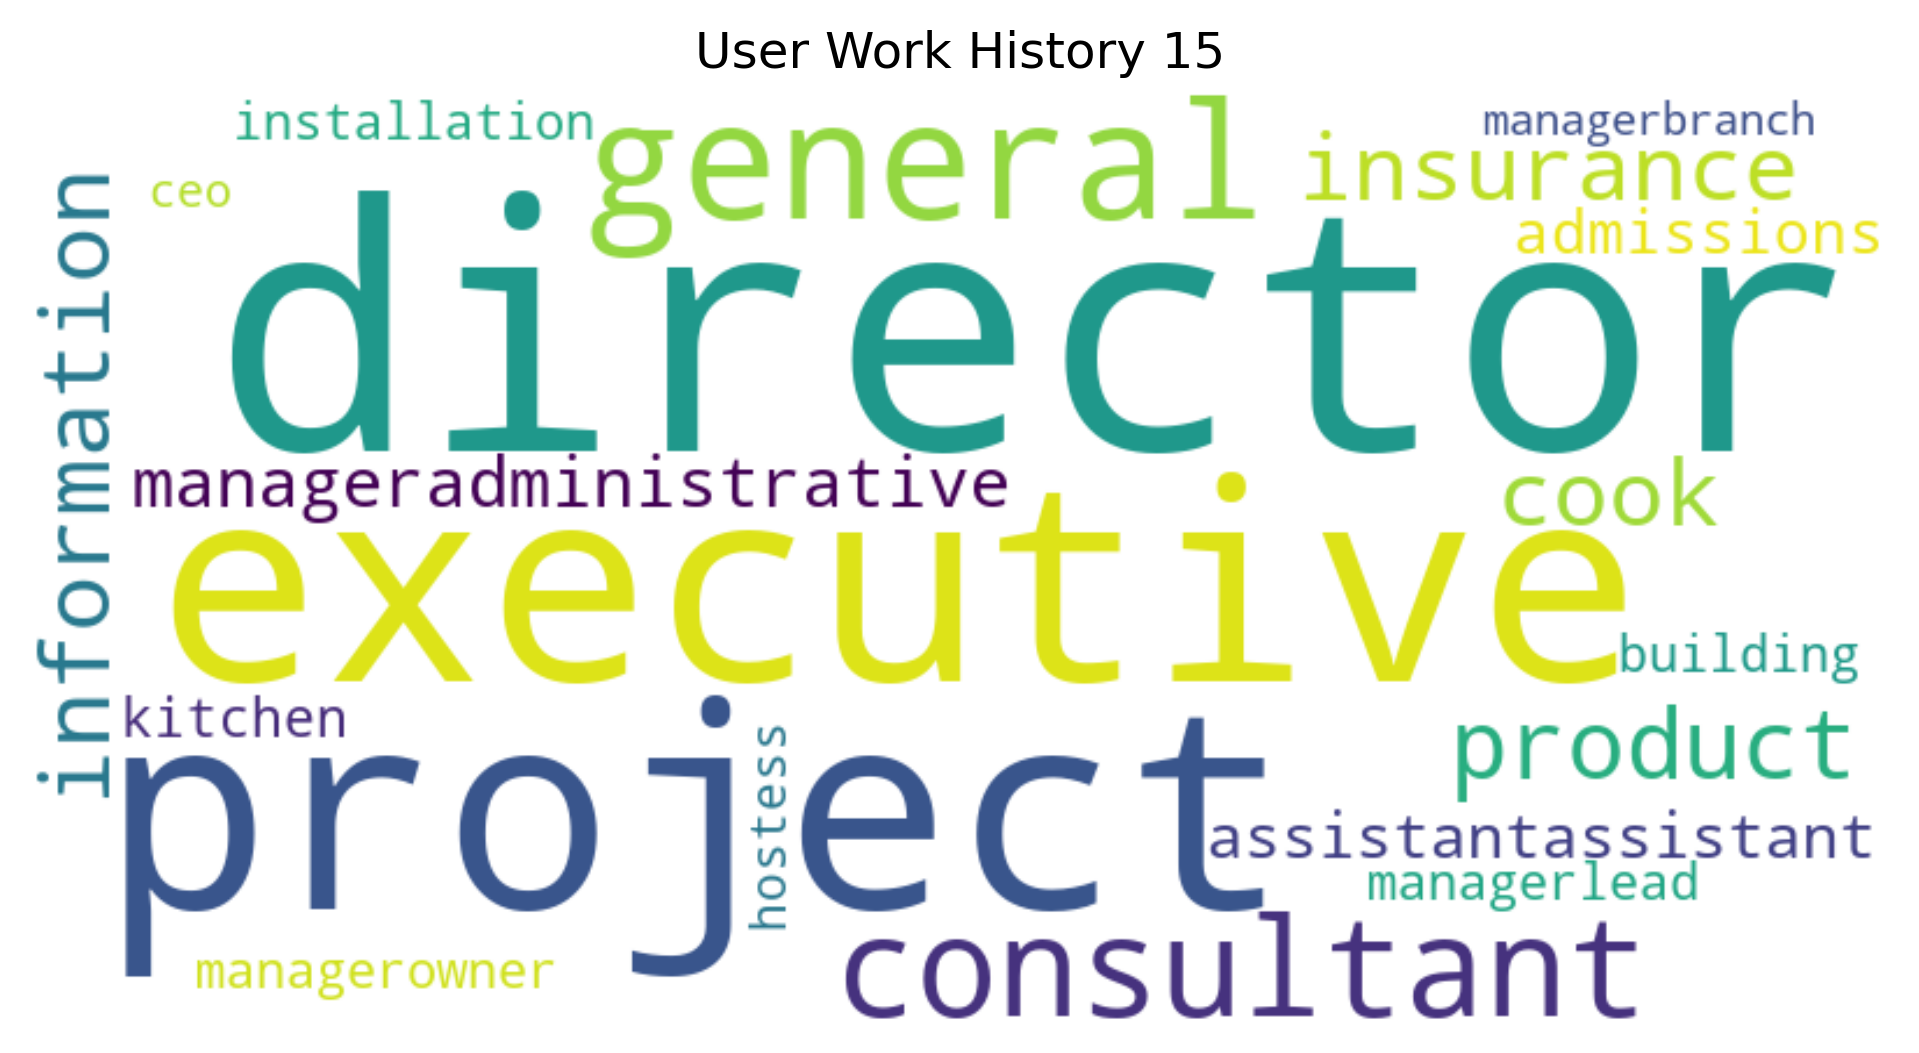 User Work History 15
installation
general
managerbranch
insurance
ceo
admissions
director
information
manageradministrative
cook
executive
building
kitchen
project
hostess
product
assistantassistant
managerlead
managerowner
consultant